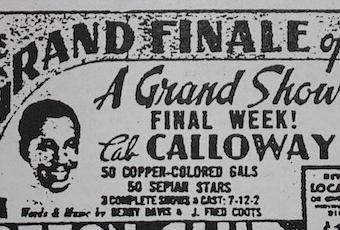 GRAND FINALE of
A Grand Show
FINAL WEEK!
Cab CALLOWAY
50 COPPER-COLORED GALS
50 SEPIAN STARS
3 COMPLETE SHOWS & CAST: 7-12-2
Words & Music by BENNY DAVIS & J. FRED COOTS
LOCA